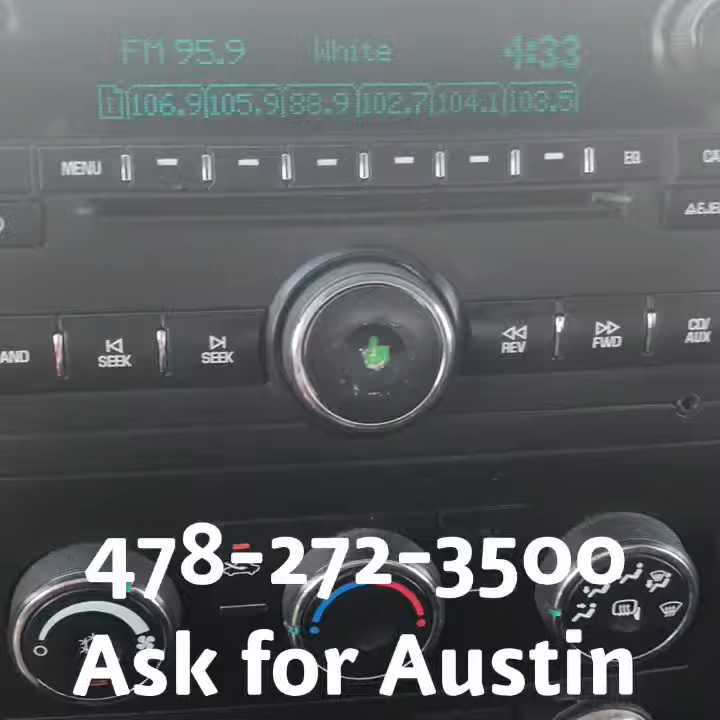 FM 95.9 White 4:33
1 106.9 105.9 88.9 102.7 104.1 103.5
MENU EQ
SEEK SEEK REV FWD CD/
AUX
478-272-3500
Ask for Austin